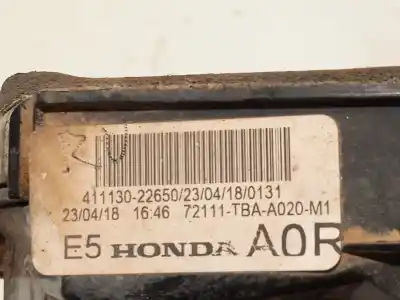 411130-22650/23/04/18/0131
23/04/18 16:46 72111-TBA-A020-M1
E5 HONDA A0R